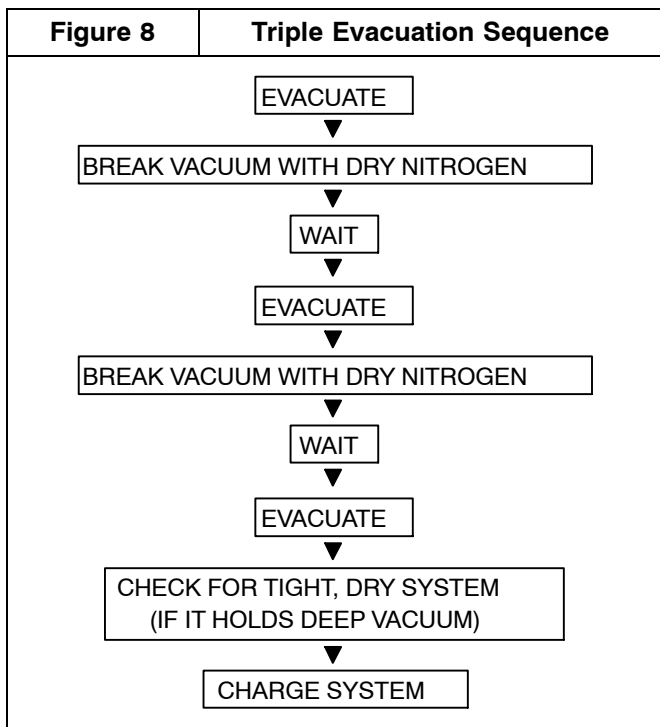 Figure 8
Triple Evacuation Sequence
EVACUATE
BREAK VACUUM WITH DRY NITROGEN
WAIT
EVACUATE
BREAK VACUUM WITH DRY NITROGEN
WAIT
EVACUATE
CHECK FOR TIGHT, DRY SYSTEM
(IF IT HOLDS DEEP VACUUM)
CHARGE SYSTEM